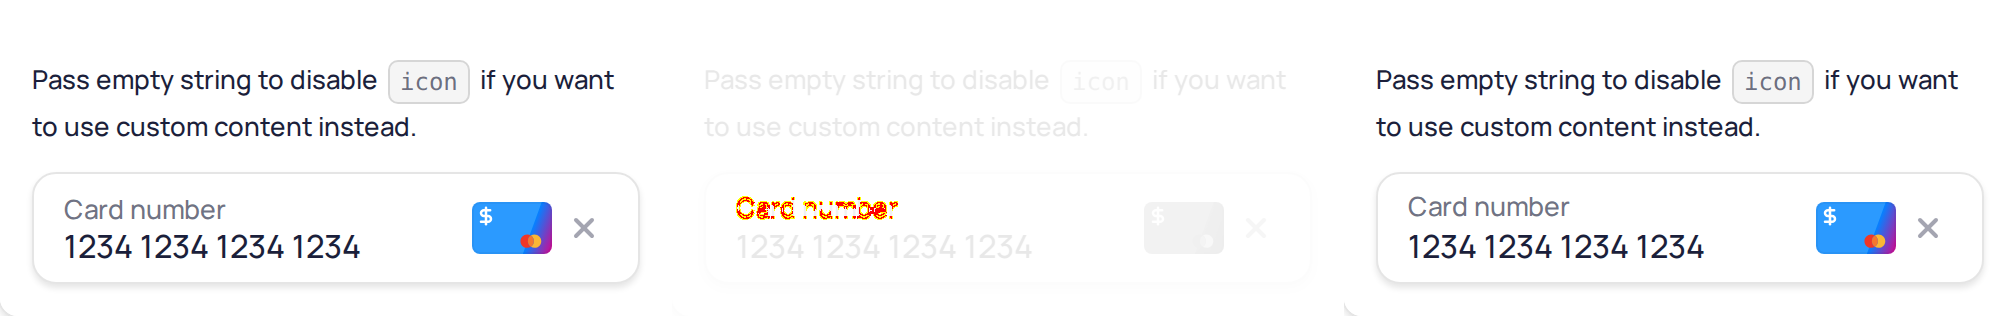 Pass empty string to disable icon if you want
to use custom content instead.
Card number
1234 1234 1234 1234
$
Pass empty string to disable icon if you want
to use custom content instead.
Card number
1234 1234 1234 1234
$
Pass empty string to disable icon if you want
to use custom content instead.
Card number
1234 1234 1234 1234
$